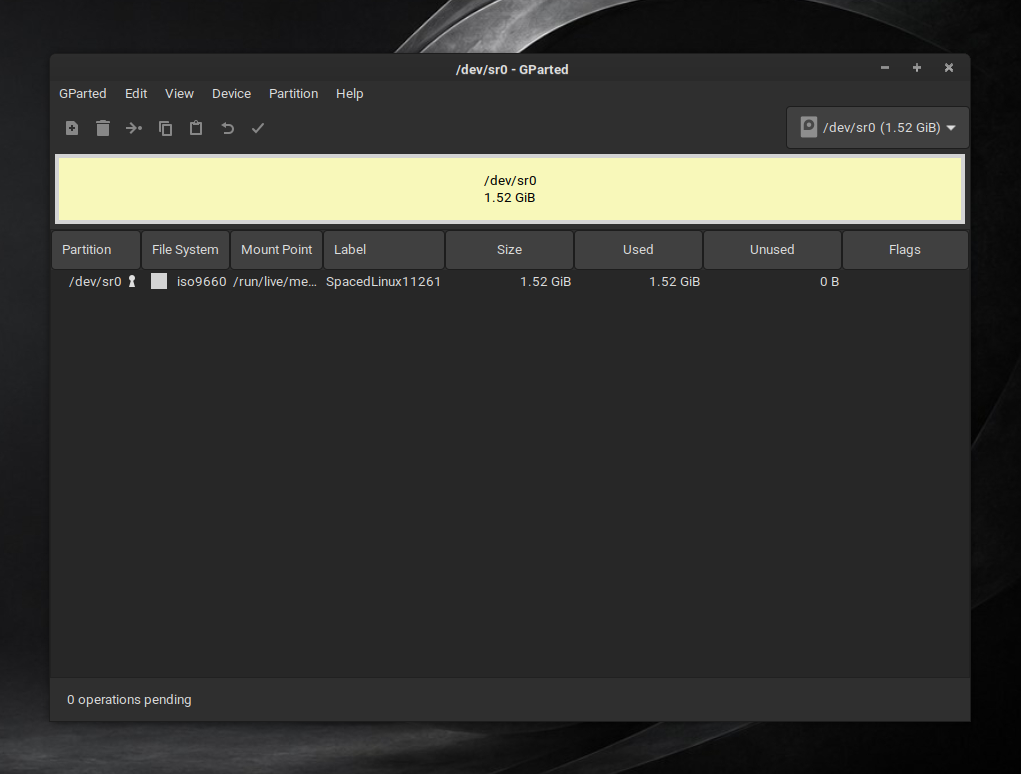 /dev/sr0 - GParted
GParted Edit View Device Partition Help
/dev/sr0 (1.52 GiB)
/dev/sr0
1.52 GiB
Partition File System Mount Point Label Size Used Unused Flags
/dev/sr0 iso9660 /run/live/me... SpacedLinux11261 1.52 GiB 1.52 GiB 0 B
0 operations pending